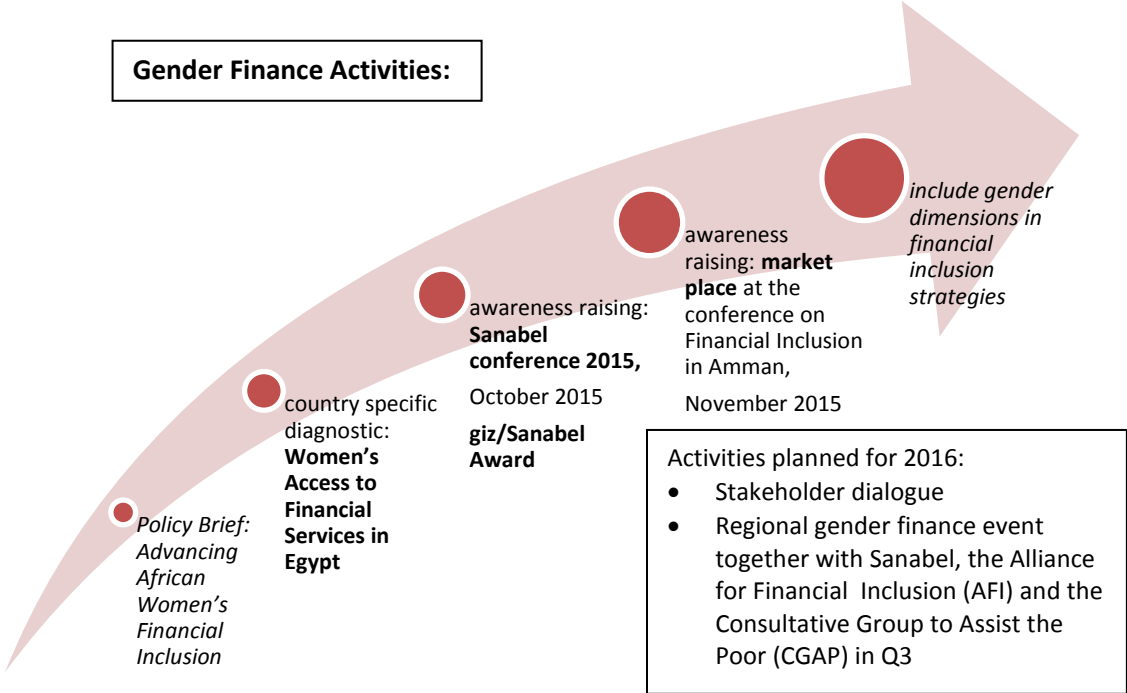 Gender Finance Activities:
Policy Brief:
Advancing
African
Women’s
Financial
Inclusion
country specific
diagnostic:
Women’s
Access to
Financial
Services in
Egypt
awareness raising:
Sanabel
conference 2015,
October 2015
giz/Sanabel
Award
awareness
raising: market
place at the
conference on
Financial Inclusion
in Amman,
November 2015
include gender
dimensions in
financial
inclusion
strategies
Activities planned for 2016:
• Stakeholder dialogue
• Regional gender finance event
together with Sanabel, the Alliance
for Financial Inclusion (AFI) and the
Consultative Group to Assist the
Poor (CGAP) in Q3